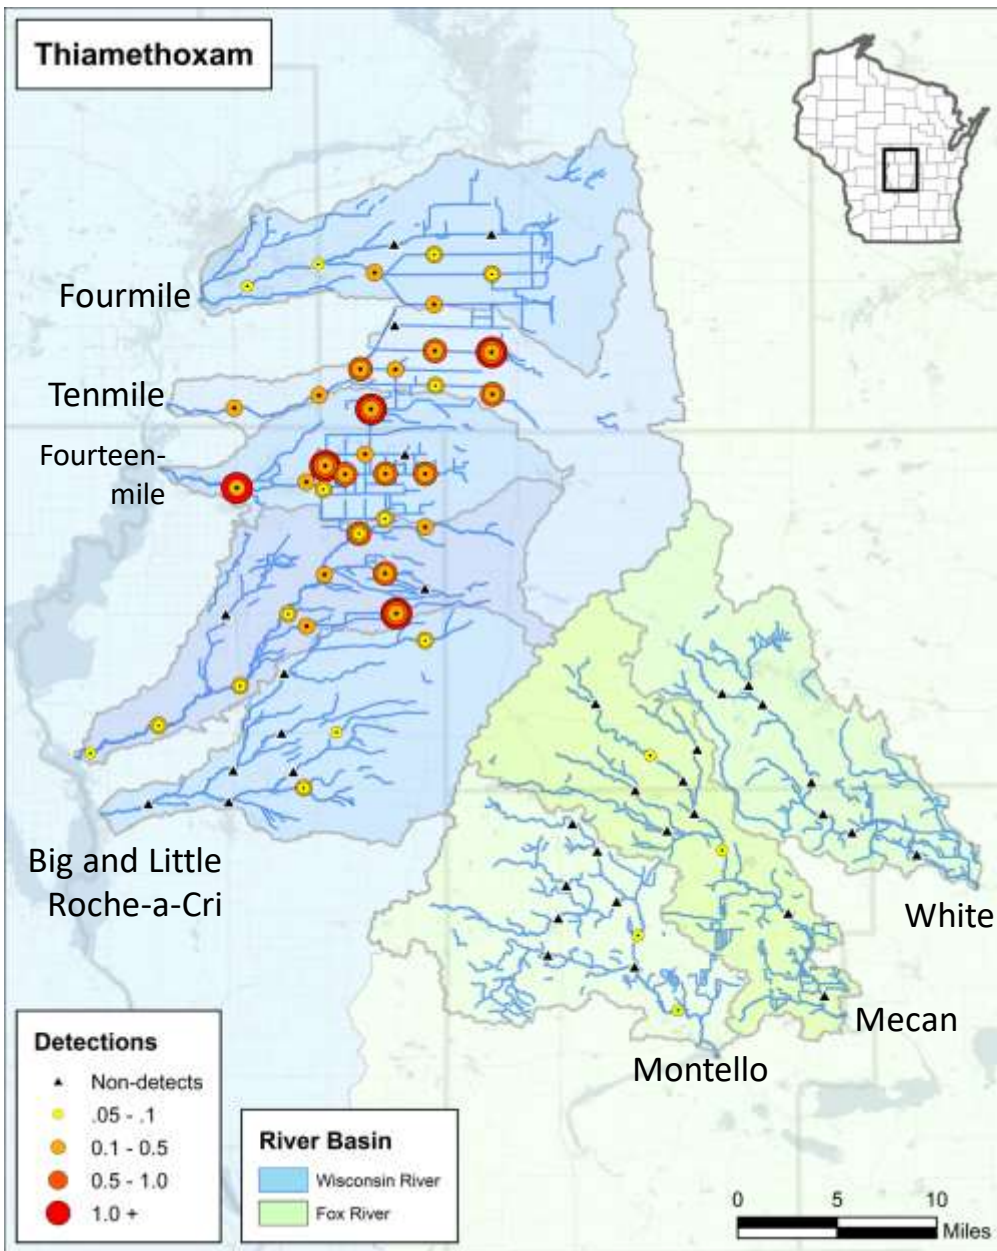 Thiamethoxam
Fourmile
Tenmile
Fourteen-
mile
Big and Little
Roche-a-Cri
White
Mecan
Montello
Detections
Non-detects
.05 - .1
0.1 - 0.5
0.5 - 1.0
1.0 +
River Basin
Wisconsin River
Fox River
0 5 10
Miles